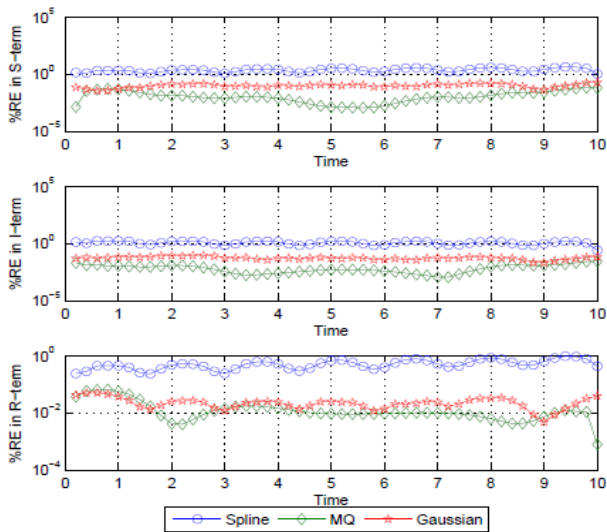 10^5
10^0
10^-5
%RE in S-term
0 1 2 3 4 5 6 7 8 9 10
Time
10^5
10^0
10^-5
%RE in I-term
0 1 2 3 4 5 6 7 8 9 10
Time
10^0
10^-2
10^-4
%RE in R-term
0 1 2 3 4 5 6 7 8 9 10
Time
Spline MQ Gaussian